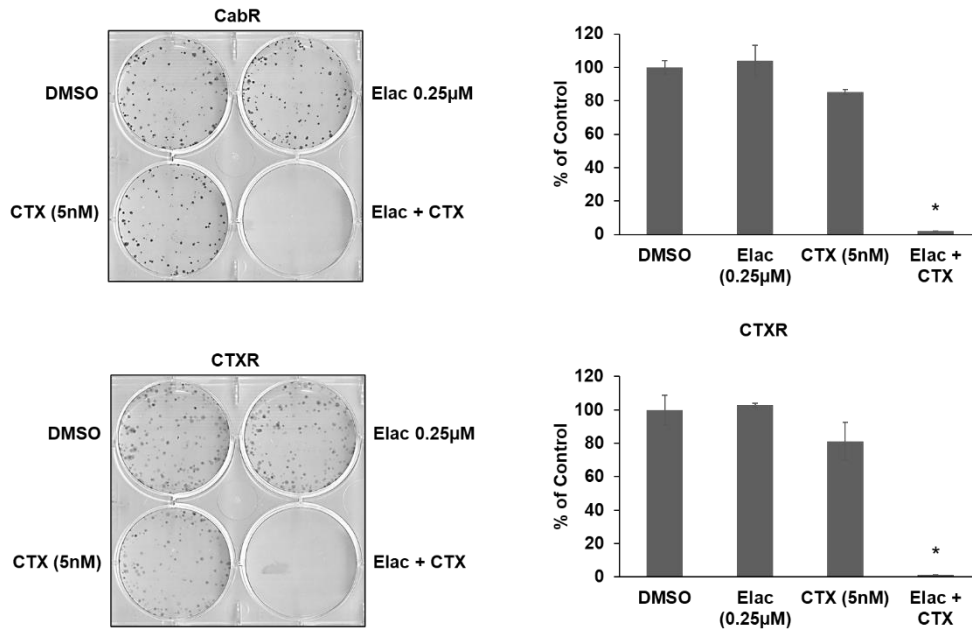 CabR
DMSO
Elac 0.25µM
CTX (5nM)
Elac + CTX
120
100
80
60
40
20
0
% of Control
*
DMSO
Elac
(0.25µM)
CTX (5nM)
Elac +
CTX
CTXR
DMSO
Elac 0.25µM
CTX (5nM)
Elac + CTX
CTXR
120
100
80
60
40
20
0
% of Control
*
DMSO
Elac
(0.25µM)
CTX (5nM)
Elac +
CTX